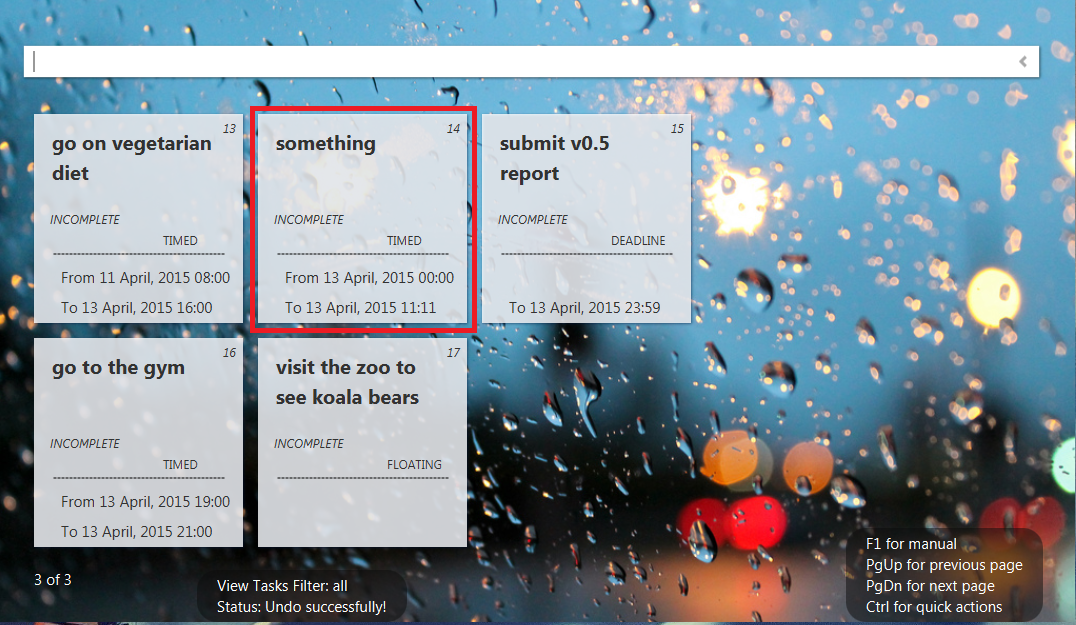 13
go on vegetarian
diet
INCOMPLETE
TIMED
From 11 April, 2015 08:00
To 13 April, 2015 16:00
14
something
INCOMPLETE
TIMED
From 13 April, 2015 00:00
To 13 April, 2015 11:11
15
submit v0.5
report
INCOMPLETE
DEADLINE
To 13 April, 2015 23:59
16
go to the gym
INCOMPLETE
TIMED
From 13 April, 2015 19:00
To 13 April, 2015 21:00
17
visit the zoo to
see koala bears
INCOMPLETE
FLOATING
3 of 3
View Tasks Filter: all
Status: Undo successfully!
F1 for manual
PgUp for previous page
PgDn for next page
Ctrl for quick actions